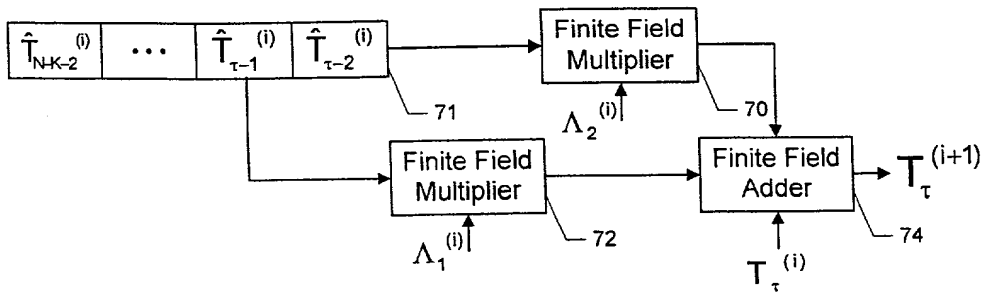 T̂_{N-K-2}^{(i)} ... T̂_{τ-1}^{(i)} T̂_{τ-2}^{(i)}
71
Finite Field
Multiplier
70
Λ_2^{(i)}
Finite Field
Multiplier
72
Λ_1^{(i)}
Finite Field
Adder
74
T_τ^{(i+1)}
T_τ^{(i)}